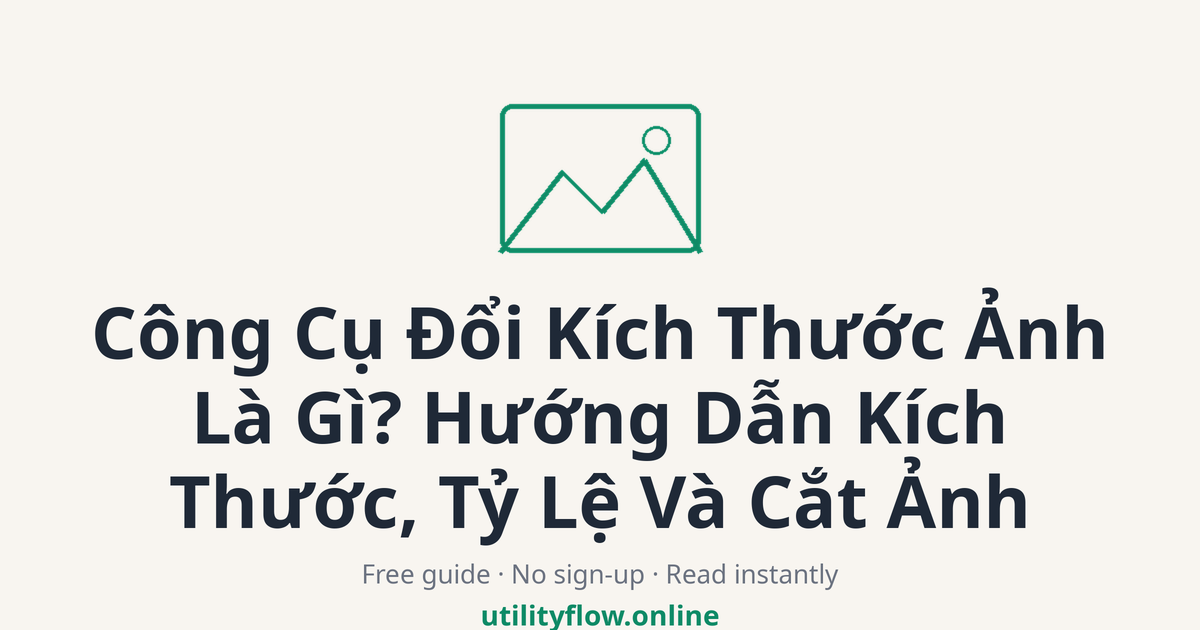 Công Cụ Đổi Kích Thước Ảnh
Là Gì? Hướng Dẫn Kích
Thước, Tỷ Lệ Và Cắt Ảnh
Free guide · No sign-up · Read instantly
utilityflow.online